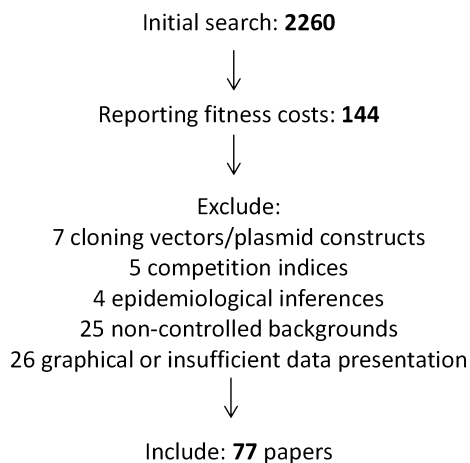 Initial search: 2260
Reporting fitness costs: 144
Exclude:
7 cloning vectors/plasmid constructs
5 competition indices
4 epidemiological inferences
25 non-controlled backgrounds
26 graphical or insufficient data presentation
Include: 77 papers